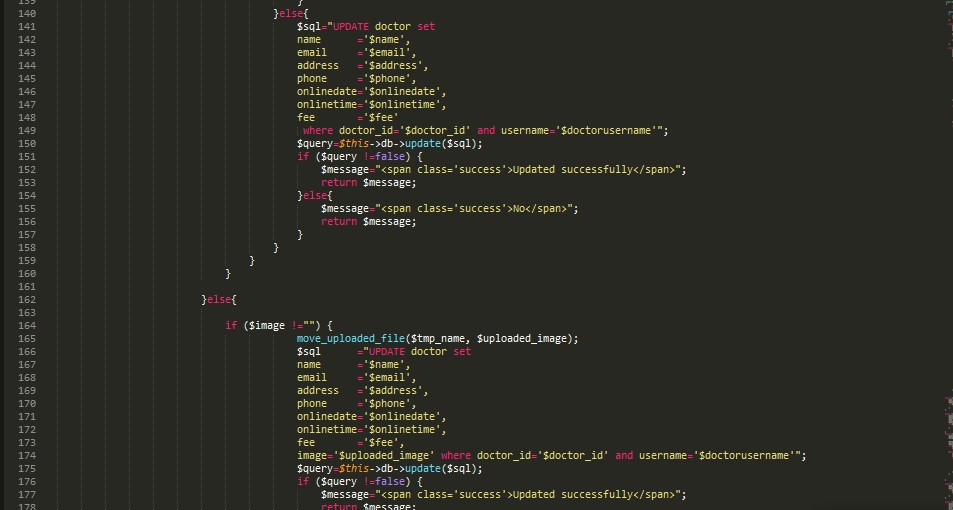 139 }
140 }else{
141 $sql="UPDATE doctor set
142 name ='$name',
143 email ='$email',
144 address ='$address',
145 phone ='$phone',
146 onlinedate='$onlinedate',
147 onlinetime='$onlinetime',
148 fee ='$fee'
149 where doctor_id='$doctor_id' and username='$doctorusername'";
150 $query=$this->db->update($sql);
151 if ($query !=false) {
152 $message="<span class='success'>Updated successfully</span>";
153 return $message;
154 }else{
155 $message="<span class='success'>No</span>";
156 return $message;
157 }
158 }
159 }
160 }
161
162 }else{
163
164 if ($image !="") {
165 move_uploaded_file($tmp_name, $uploaded_image);
166 $sql ="UPDATE doctor set
167 name ='$name',
168 email ='$email',
169 address ='$address',
170 phone ='$phone',
171 onlinedate='$onlinedate',
172 onlinetime='$onlinetime',
173 fee ='$fee',
174 image='$uploaded_image' where doctor_id='$doctor_id' and username='$doctorusername'";
175 $query=$this->db->update($sql);
176 if ($query !=false) {
177 $message="<span class='success'>Updated successfully</span>";
178 return $message;